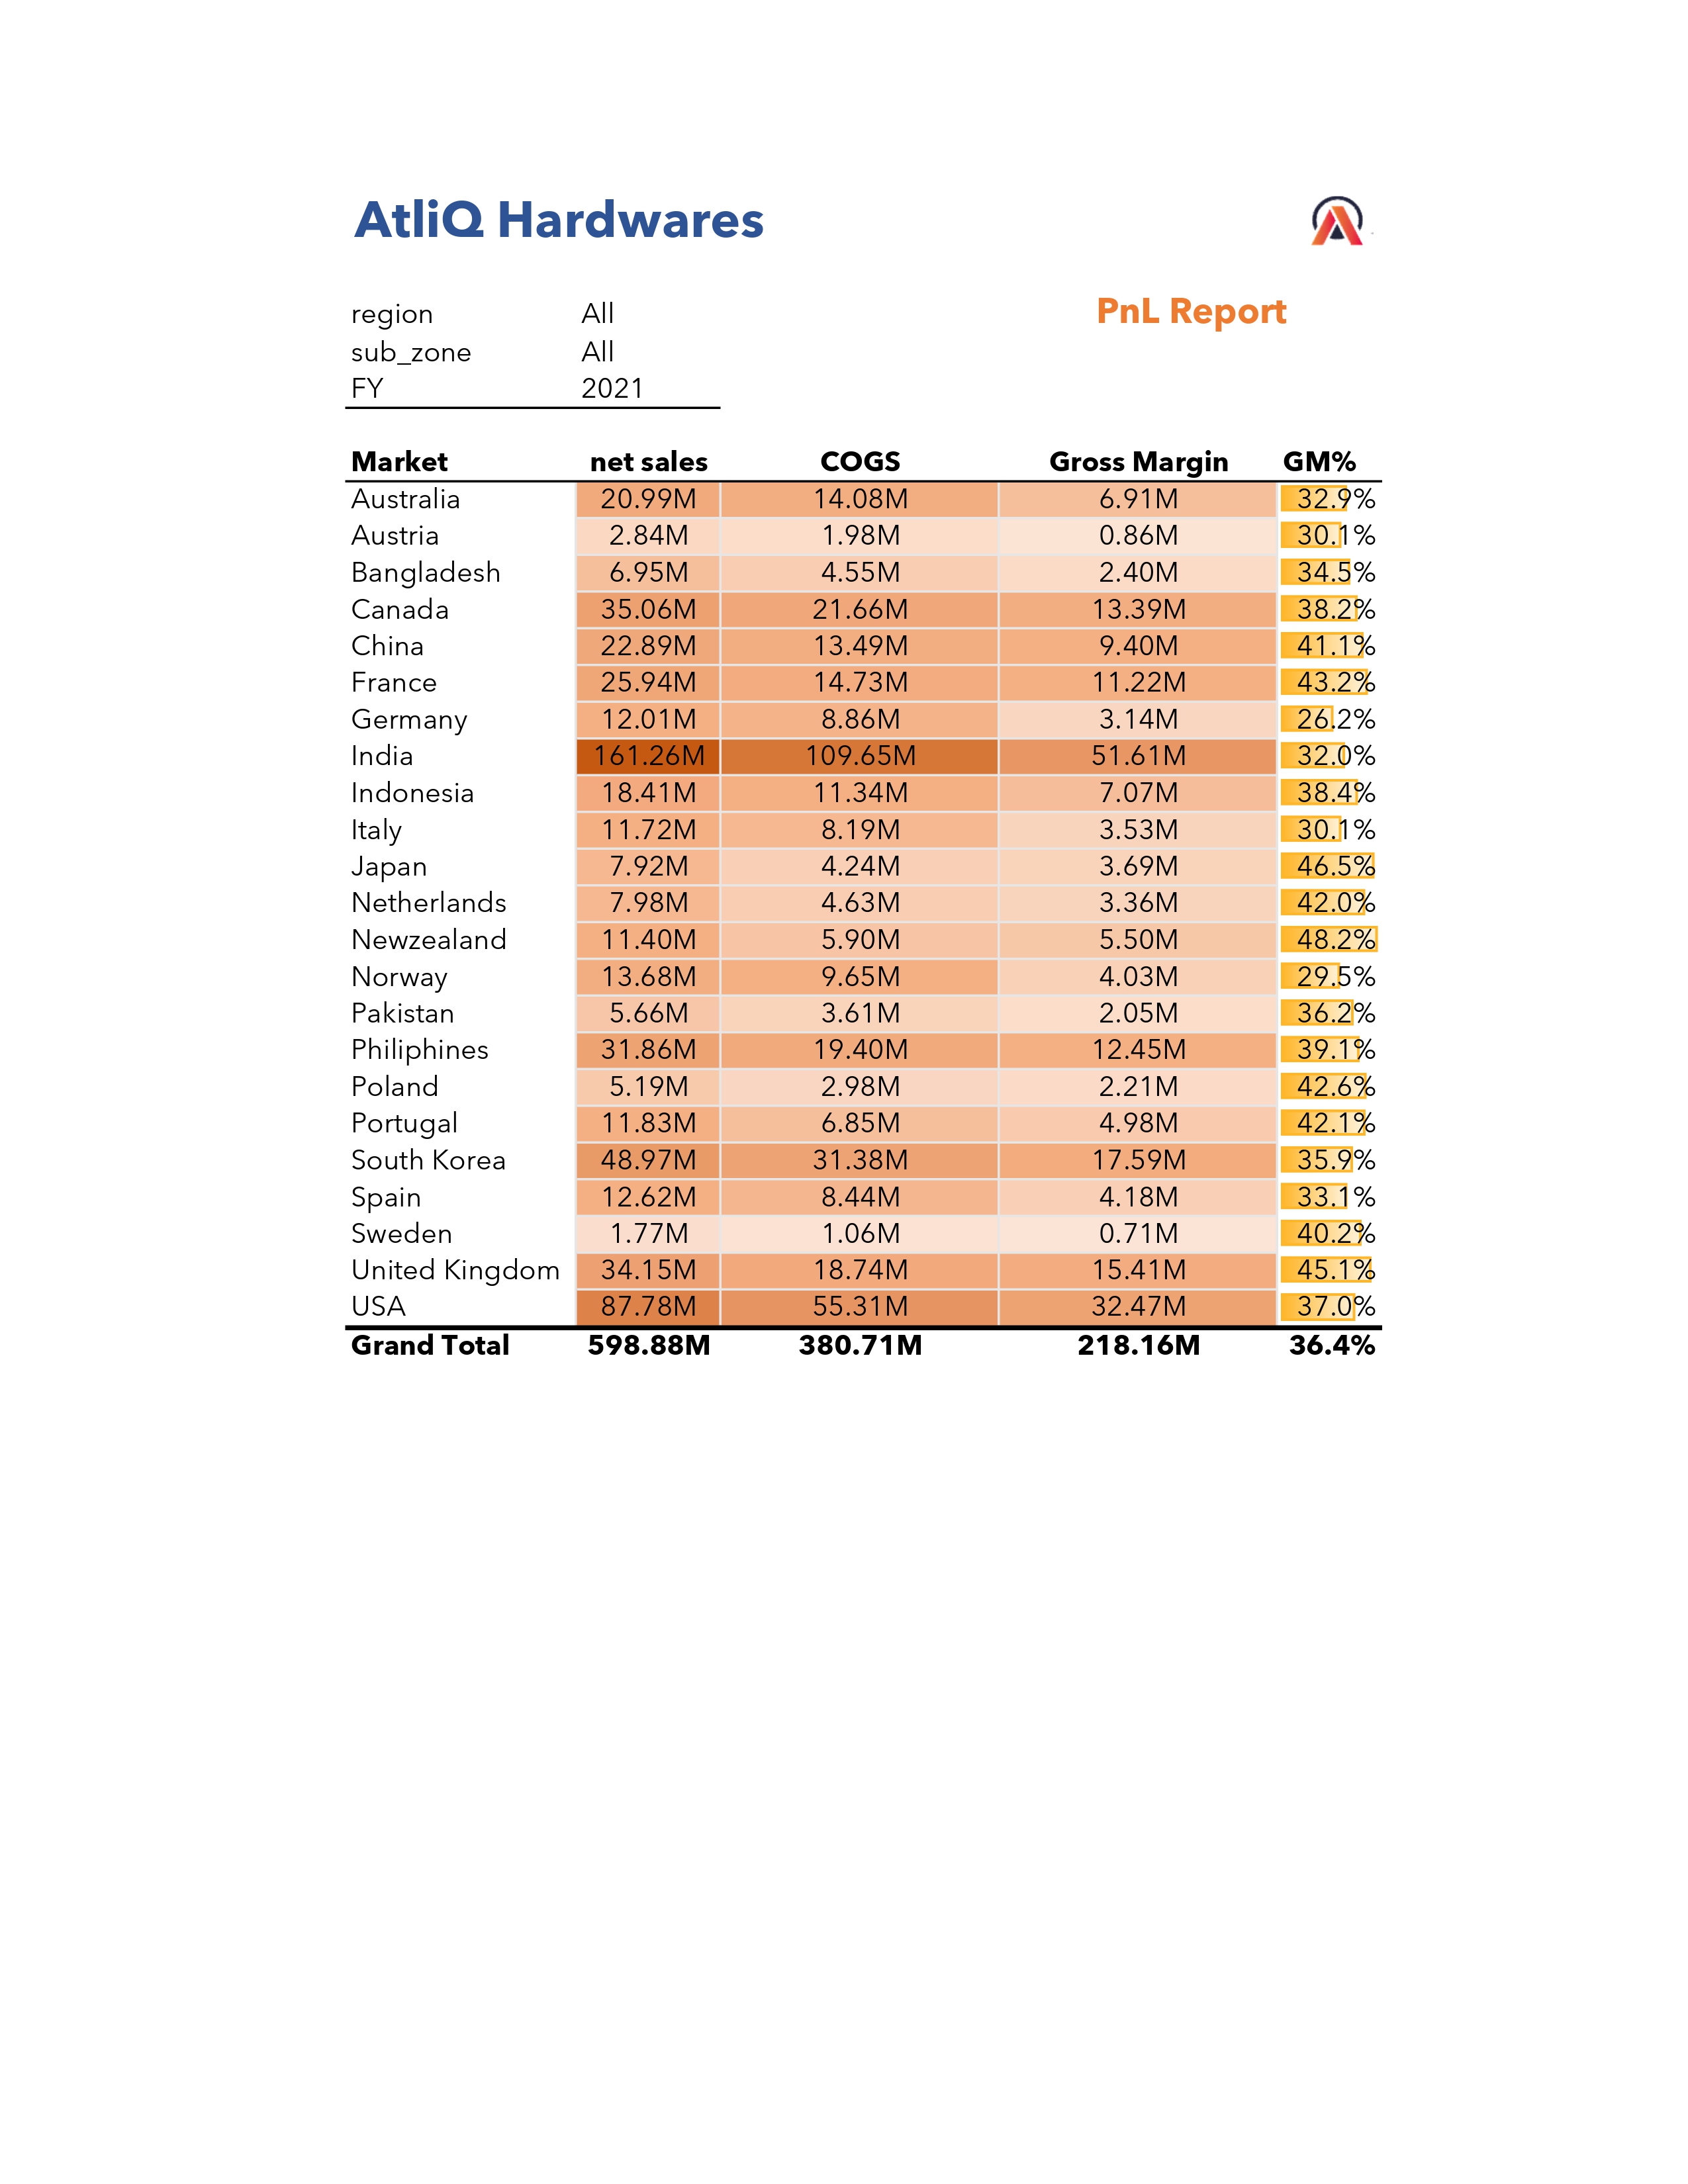 AtliQ Hardwares
region All PnL Report
sub_zone All
FY 2021
Market net sales COGS Gross Margin GM%
Australia 20.99M 14.08M 6.91M 32.9%
Austria 2.84M 1.98M 0.86M 30.1%
Bangladesh 6.95M 4.55M 2.40M 34.5%
Canada 35.06M 21.66M 13.39M 38.2%
China 22.89M 13.49M 9.40M 41.1%
France 25.94M 14.73M 11.22M 43.2%
Germany 12.01M 8.86M 3.14M 26.2%
India 161.26M 109.65M 51.61M 32.0%
Indonesia 18.41M 11.34M 7.07M 38.4%
Italy 11.72M 8.19M 3.53M 30.1%
Japan 7.92M 4.24M 3.69M 46.5%
Netherlands 7.98M 4.63M 3.36M 42.0%
Newzealand 11.40M 5.90M 5.50M 48.2%
Norway 13.68M 9.65M 4.03M 29.5%
Pakistan 5.66M 3.61M 2.05M 36.2%
Philiphines 31.86M 19.40M 12.45M 39.1%
Poland 5.19M 2.98M 2.21M 42.6%
Portugal 11.83M 6.85M 4.98M 42.1%
South Korea 48.97M 31.38M 17.59M 35.9%
Spain 12.62M 8.44M 4.18M 33.1%
Sweden 1.77M 1.06M 0.71M 40.2%
United Kingdom 34.15M 18.74M 15.41M 45.1%
USA 87.78M 55.31M 32.47M 37.0%
Grand Total 598.88M 380.71M 218.16M 36.4%